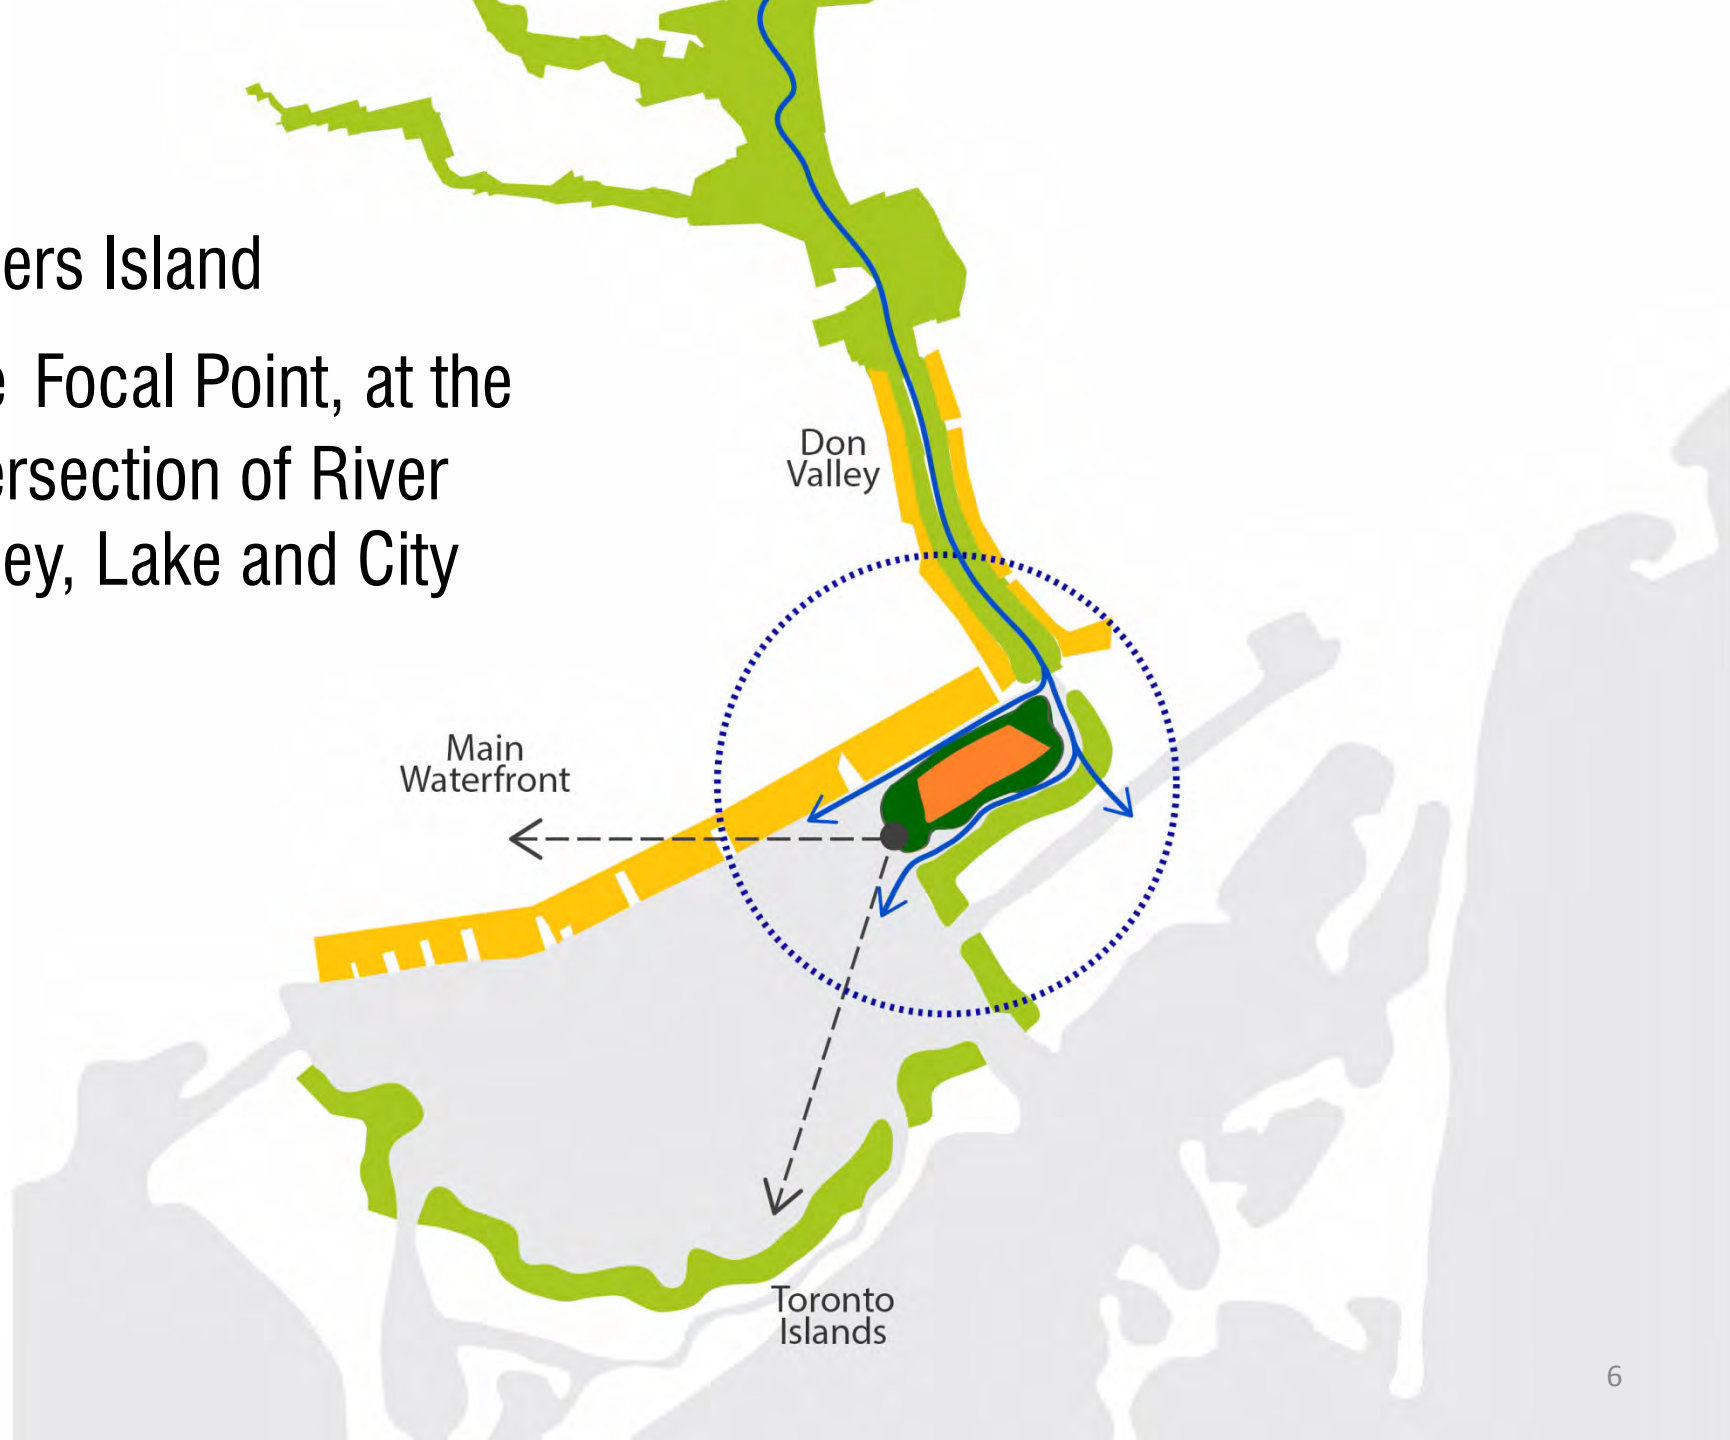 ers Island
e Focal Point, at the
ersection of River
ey, Lake and City
Don
Valley
Main
Waterfront
Toronto
Islands
6